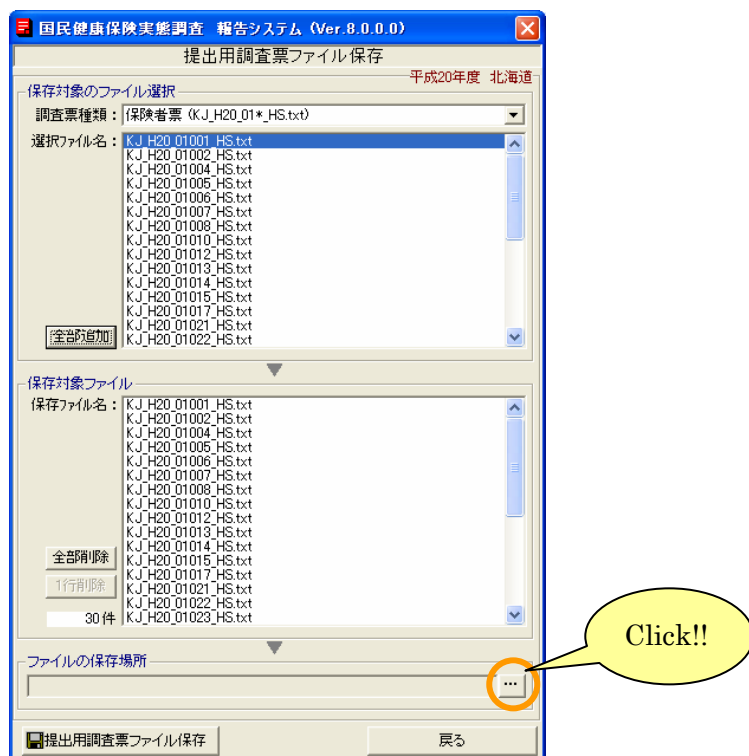 国民健康保険実態調査 報告システム (Ver.8.0.0.0)
提出用調査票ファイル保存
平成20年度 北海道
保存対象のファイル選択
調査票種類： 保険者票 (KJ_H20_01*_HS.txt)
選択ファイル名：
KJ_H20_01001_HS.txt
KJ_H20_01002_HS.txt
KJ_H20_01004_HS.txt
KJ_H20_01005_HS.txt
KJ_H20_01006_HS.txt
KJ_H20_01007_HS.txt
KJ_H20_01008_HS.txt
KJ_H20_01010_HS.txt
KJ_H20_01012_HS.txt
KJ_H20_01013_HS.txt
KJ_H20_01014_HS.txt
KJ_H20_01015_HS.txt
KJ_H20_01017_HS.txt
KJ_H20_01021_HS.txt
KJ_H20_01022_HS.txt
全部追加
保存対象ファイル
保存ファイル名：
KJ_H20_01001_HS.txt
KJ_H20_01002_HS.txt
KJ_H20_01004_HS.txt
KJ_H20_01005_HS.txt
KJ_H20_01006_HS.txt
KJ_H20_01007_HS.txt
KJ_H20_01008_HS.txt
KJ_H20_01010_HS.txt
KJ_H20_01012_HS.txt
KJ_H20_01013_HS.txt
KJ_H20_01014_HS.txt
KJ_H20_01015_HS.txt
KJ_H20_01017_HS.txt
KJ_H20_01021_HS.txt
KJ_H20_01022_HS.txt
KJ_H20_01023_HS.txt
全部削除
1行削除
30件
Click!!
ファイルの保存場所
...
提出用調査票ファイル保存
戻る